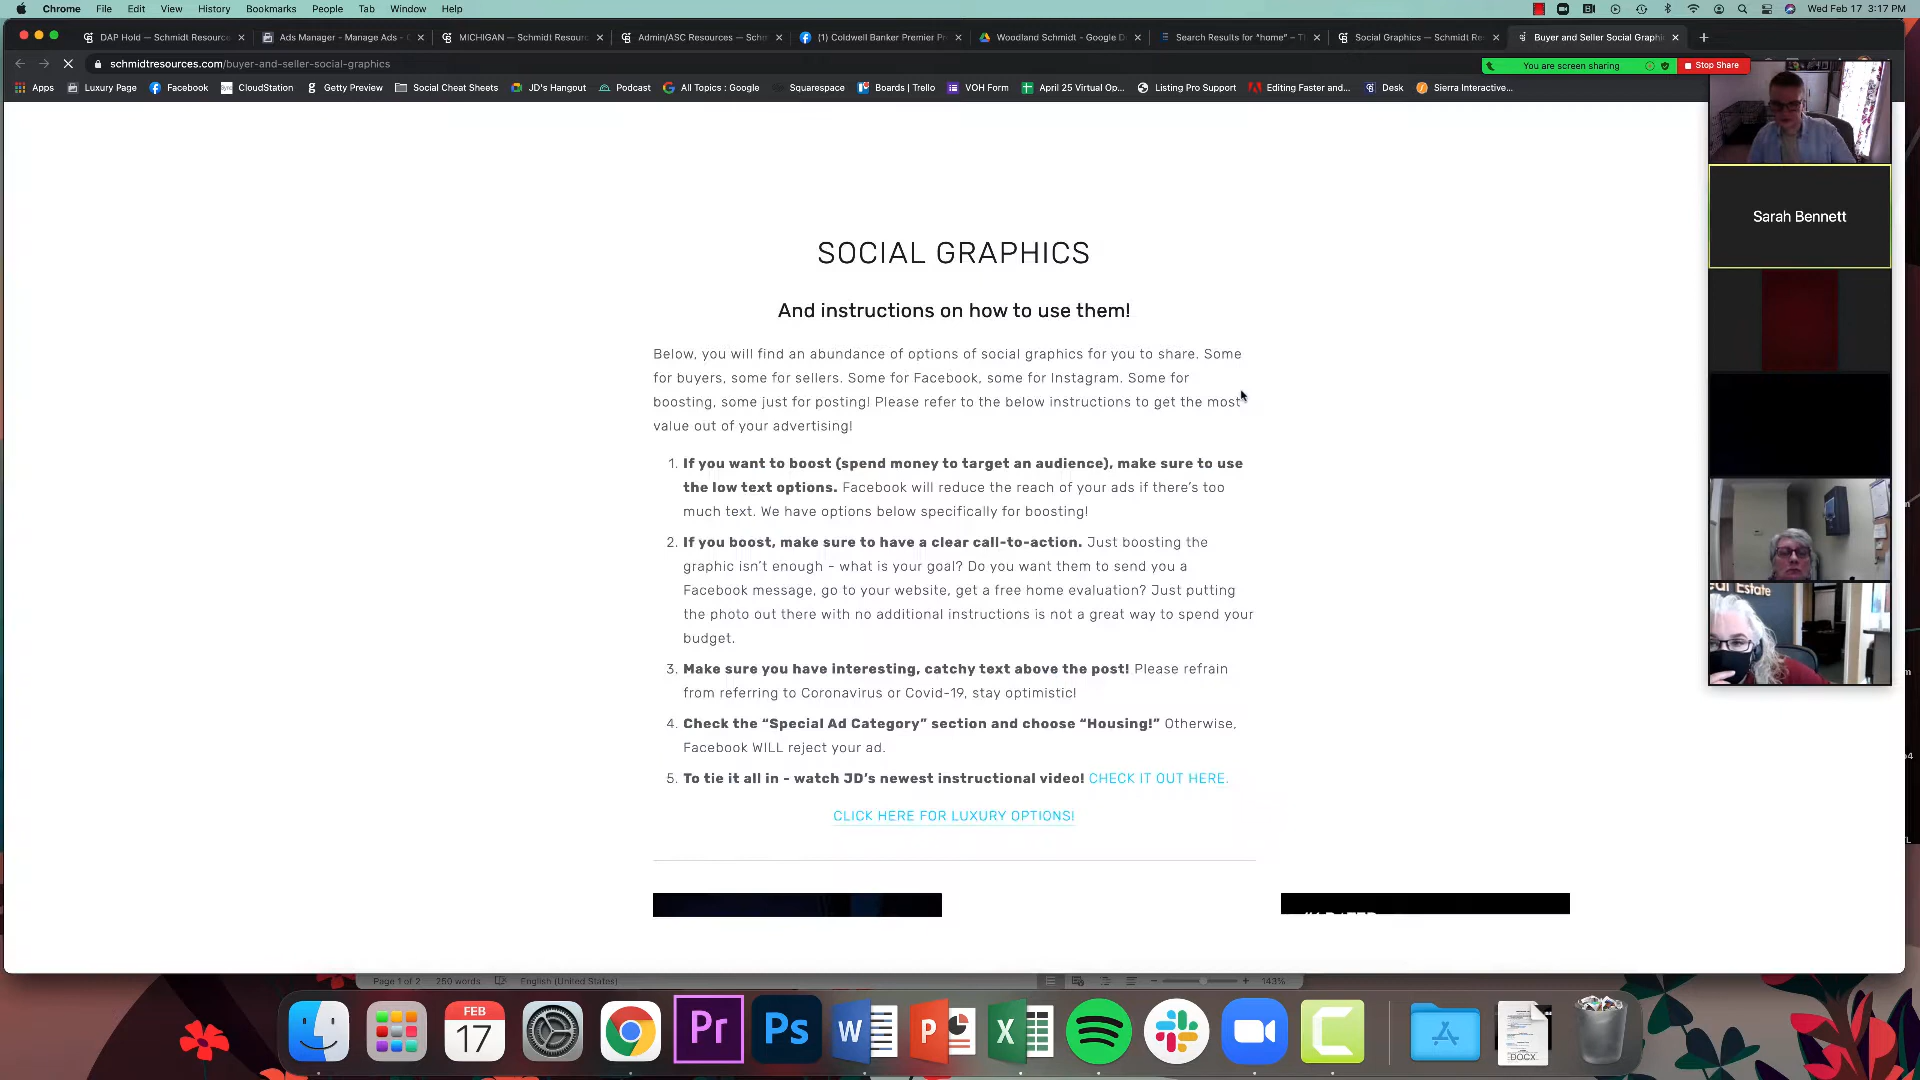 Chrome File Edit View History Bookmarks People Tab Window Help Wed Feb 17 3:17 PM
DAP Hold — Schmidt Resourc Ads Manager - Manage Ads - MICHIGAN — Schmidt Resour Admin/ASC Resources — Sch (1) Coldwell Banker Premier Pr Woodland Schmidt - Google D Search Results for “home” – T Social Graphics — Schmidt Re Buyer and Seller Social Graph
schmidtresources.com/buyer-and-seller-social-graphics
You are screen sharing Stop Share
Apps Luxury Page Facebook CloudStation Getty Preview Social Cheat Sheets JD's Hangout Podcast All Topics : Google Squarespace Boards | Trello VOH Form April 25 Virtual Op... Listing Pro Support Editing Faster and... Desk Sierra Interactive...
Sarah Bennett
SOCIAL GRAPHICS
And instructions on how to use them!
Below, you will find an abundance of options of social graphics for you to share. Some
for buyers, some for sellers. Some for Facebook, some for Instagram. Some for
boosting, some just for posting! Please refer to the below instructions to get the most
value out of your advertising!
1. If you want to boost (spend money to target an audience), make sure to use
the low text options. Facebook will reduce the reach of your ads if there's too
much text. We have options below specifically for boosting!
2. If you boost, make sure to have a clear call-to-action. Just boosting the
graphic isn't enough - what is your goal? Do you want them to send you a
Facebook message, go to your website, get a free home evaluation? Just putting
the photo out there with no additional instructions is not a great way to spend your
budget.
3. Make sure you have interesting, catchy text above the post! Please refrain
from referring to Coronavirus or Covid-19, stay optimistic!
4. Check the “Special Ad Category” section and choose “Housing!” Otherwise,
Facebook WILL reject your ad.
5. To tie it all in - watch JD's newest instructional video! CHECK IT OUT HERE.
CLICK HERE FOR LUXURY OPTIONS!
Estate
Page 1 of 2 250 words English (United States) 143%
FEB
17
Pr
Ps
W
P
X
C
DOCX